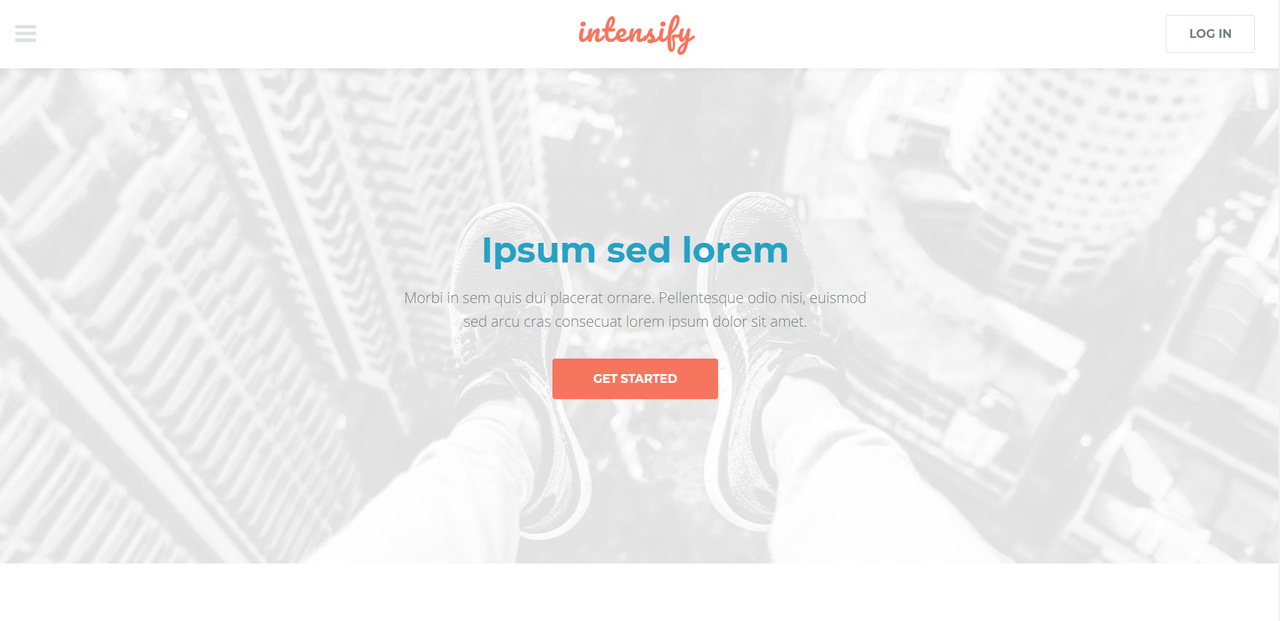 intensify
LOG IN
Ipsum sed lorem
Morbi in sem quis dui placerat ornare. Pellentesque odio nisi, euismod
sed arcu cras consecuat lorem ipsum dolor sit amet.
GET STARTED